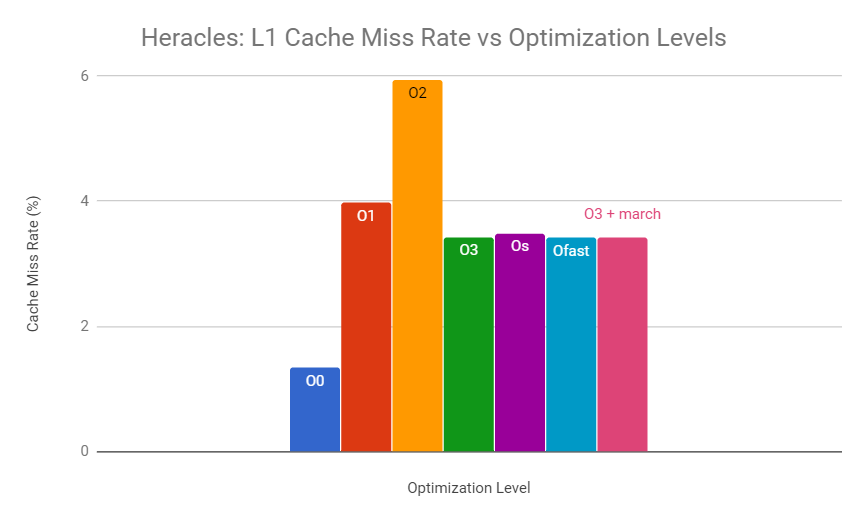 Heracles: L1 Cache Miss Rate vs Optimization Levels
Cache Miss Rate (%)
6
4
2
0
O0
O1
O2
O3
Os
Ofast
O3 + march
Optimization Level